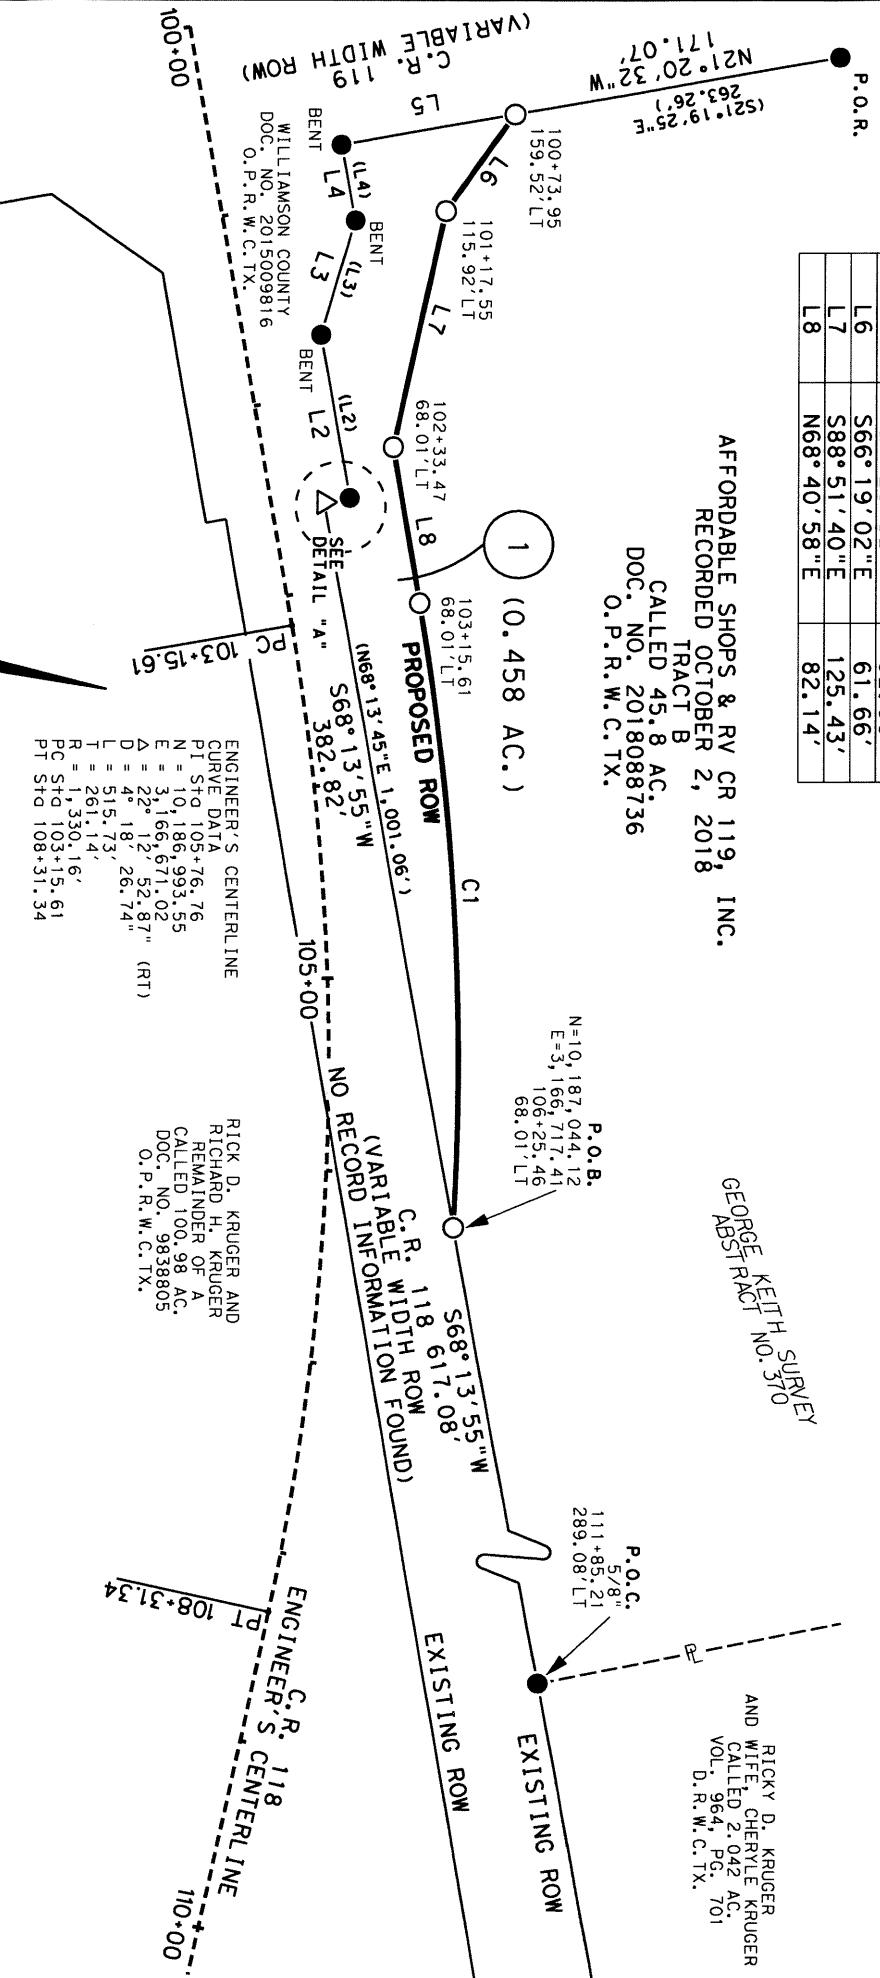 P.O.R.
(S21°19'25"E
263.26')
N21°20'32"W
171.07'
L5
C.R. 119
(VARIABLE WIDTH ROW)
100+00
L6 S66°19'02"E 61.66'
L7 S88°51'40"E 125.43'
L8 N68°40'58"E 82.14'
100+73.95
159.52'LT
L6
101+17.55
115.92'LT
L7
102+33.47
68.01'LT
L8
103+15.61
68.01'LT
BENT
(L4)
L4
BENT
(L3)
L3
BENT
(L2)
L2
WILLIAMSON COUNTY
DOC. NO. 2015009816
O.P.R.W.C.TX.
SEE
DETAIL "A"
1
(0.458 AC.)
AFFORDABLE SHOPS & RV CR 119, INC.
RECORDED OCTOBER 2, 2018
TRACT B
CALLED 45.8 AC.
DOC. NO. 2018088736
O.P.R.W.C.TX.
PROPOSED ROW
C1
(N68°13'45"E 1,001.06')
S68°13'55"W
382.82'
PC 103+15.61
ENGINEER'S CENTERLINE
CURVE DATA
PI Sta 105+76.76
N = 10,186,993.55
E = 3,166,671.02
Δ = 22° 12' 52.87" (RT)
D = 4° 18' 26.74"
L = 515.73'
T = 261.14'
R = 1,330.16'
PC Sta 103+15.61
PT Sta 108+31.34
105+00
P.O.B.
N=10,187,044.12
E=3,166,717.41
106+25.46
68.01'LT
GEORGE KEITH SURVEY
ABSTRACT NO. 370
S68°13'55"W
617.08'
C.R. 118
(VARIABLE WIDTH ROW
NO RECORD INFORMATION FOUND)
RICK D. KRUGER AND
RICHARD H. KRUGER
REMAINDER OF A
CALLED 100.98 AC.
DOC. NO. 9838805
O.P.R.W.C.TX.
P.O.C.
5/8"
111+85.21
289.08'LT
PL
RICKY D. KRUGER
AND WIFE, CHERYLE KRUGER
CALLED 2.042 AC.
VOL. 964, PG. 701
D.R.W.C.TX.
EXISTING ROW
EXISTING ROW
PT 108+31.34
C.R. 118
ENGINEER'S CENTERLINE
110+00